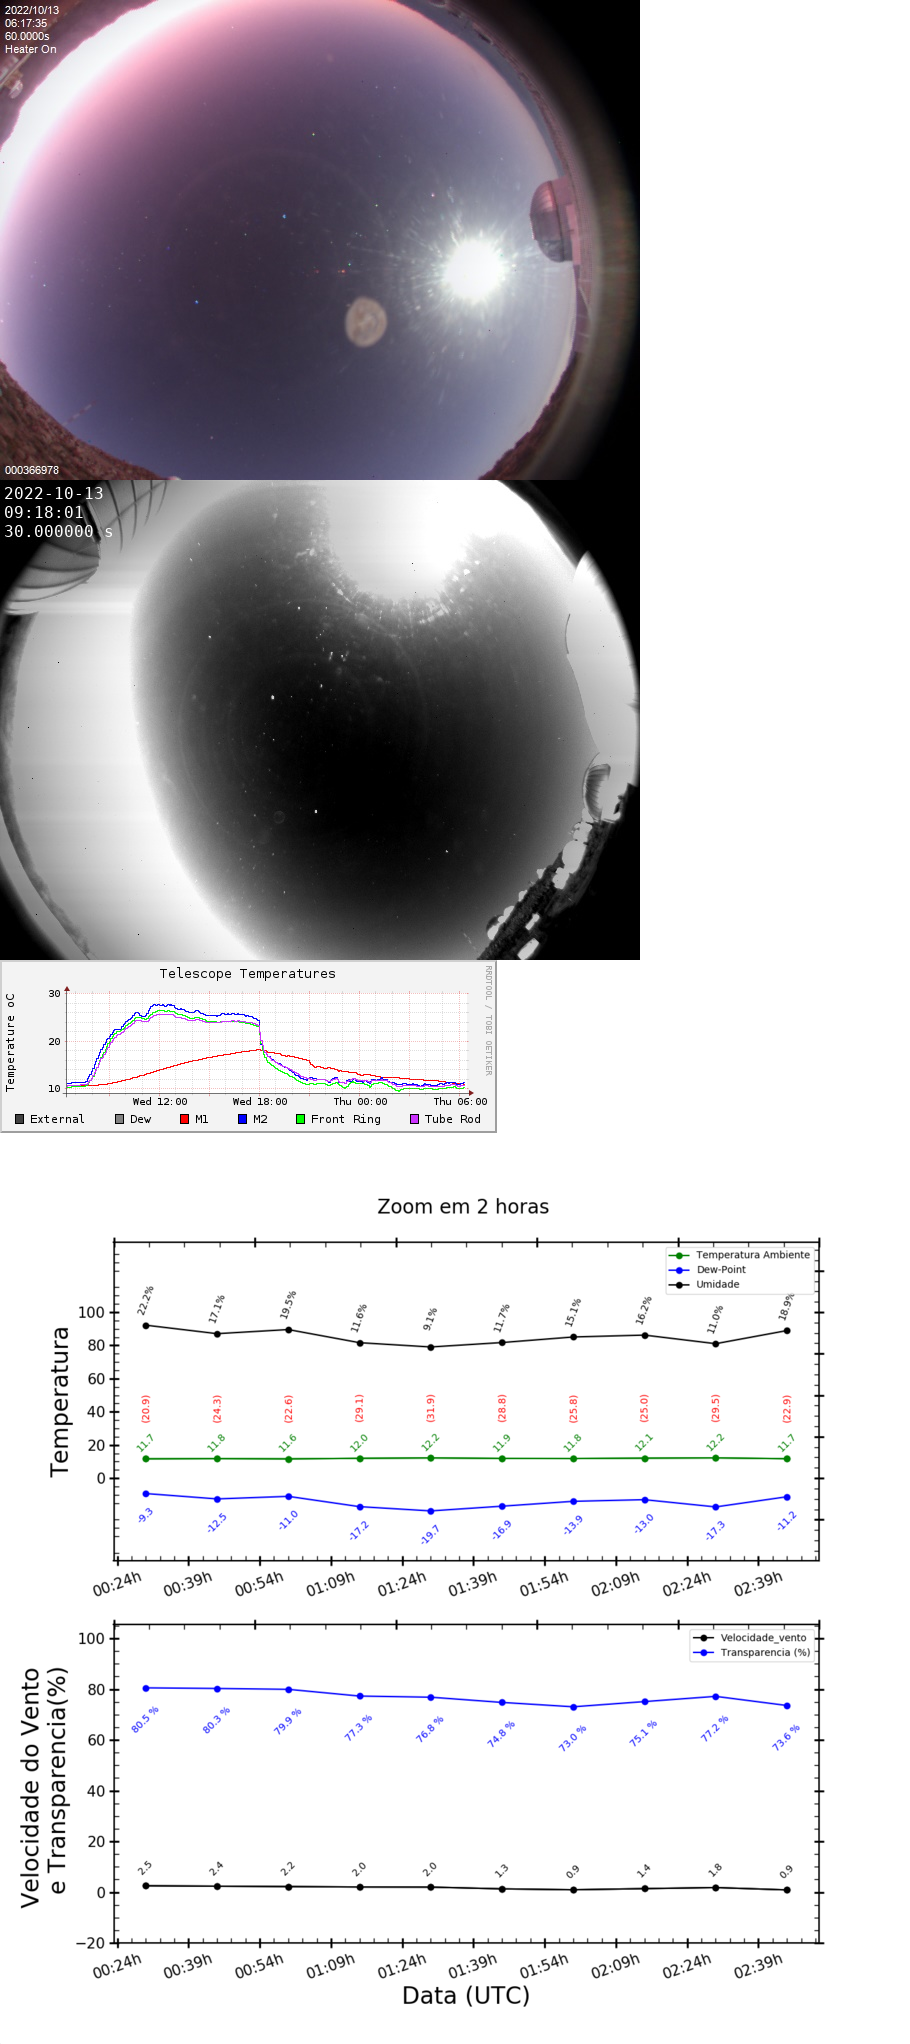 2022/10/13
06:17:35
60.0000s
Heater On
000366978
2022-10-13
09:18:01
30.000000 s
Telescope Temperatures
RRDTOOL / TOBI OETIKER
Temperature oC
30
20
10
Wed 12:00 Wed 18:00 Thu 00:00 Thu 06:00
External Dew M1 M2 Front Ring Tube Rod
Zoom em 2 horas
Temperatura Ambiente
Dew-Point
Umidade
Temperatura
100
80
60
40
20
0
22.2% 17.1% 19.5% 11.6% 9.1% 11.7% 15.1% 16.2% 11.0% 18.9%
(20.9) (24.3) (22.6) (29.1) (31.9) (28.8) (25.8) (25.0) (29.5) (22.9)
11.7 11.8 11.6 12.0 12.2 11.9 11.8 12.1 12.2 11.7
-9.3 -12.5 -11.0 -17.2 -19.7 -16.9 -13.9 -13.0 -17.3 -11.2
00:24h 00:39h 00:54h 01:09h 01:24h 01:39h 01:54h 02:09h 02:24h 02:39h
Velocidade_vento
Transparencia (%)
Velocidade do Vento
e Transparencia(%)
100
80
60
40
20
0
−20
80.5 % 80.3 % 79.9 % 77.3 % 76.8 % 74.8 % 73.0 % 75.1 % 77.2 % 73.6 %
2.5 2.4 2.2 2.0 2.0 1.3 0.9 1.4 1.8 0.9
00:24h 00:39h 00:54h 01:09h 01:24h 01:39h 01:54h 02:09h 02:24h 02:39h
Data (UTC)